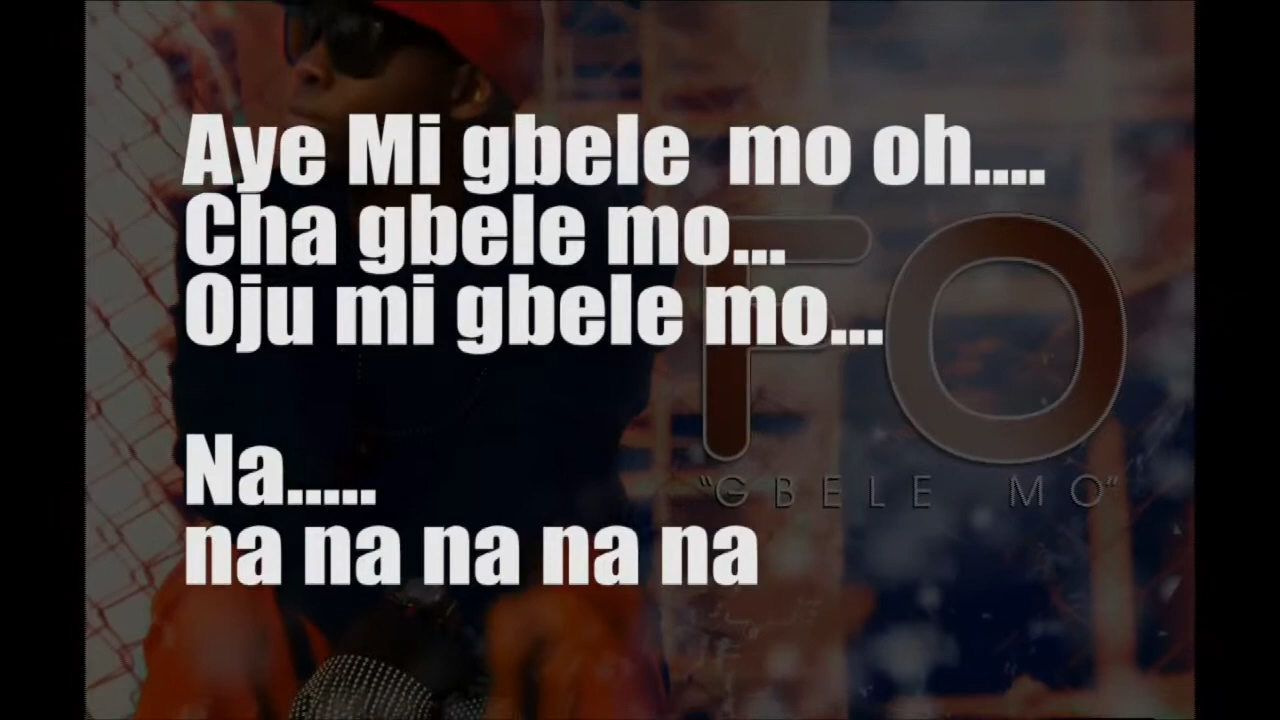 Aye Mi gbele mo oh....
Cha gbele mo...
Oju mi gbele mo...
Na.....
na na na na na
FO
"GBELE MO"